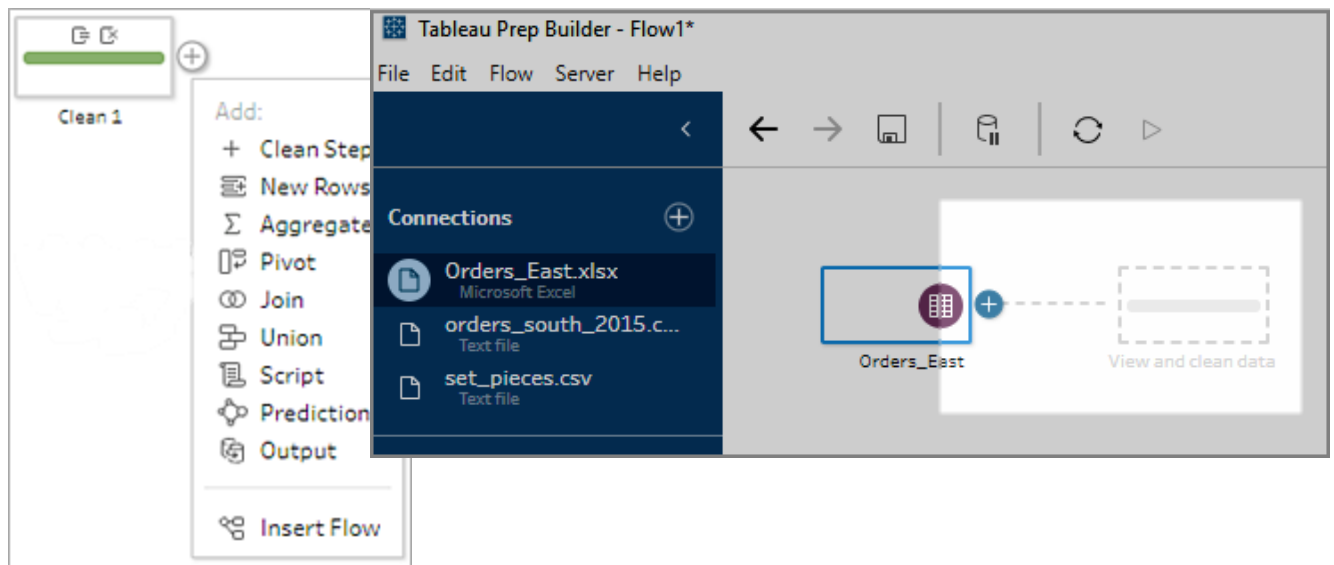 Clean 1
Add:
Clean Step
New Rows
Aggregate
Pivot
Join
Union
Script
Prediction
Output
Insert Flow
Tableau Prep Builder - Flow1*
File Edit Flow Server Help
Connections
Orders_East.xlsx
Microsoft Excel
orders_south_2015.c...
Text file
set_pieces.csv
Text file
Orders_East
View and clean data